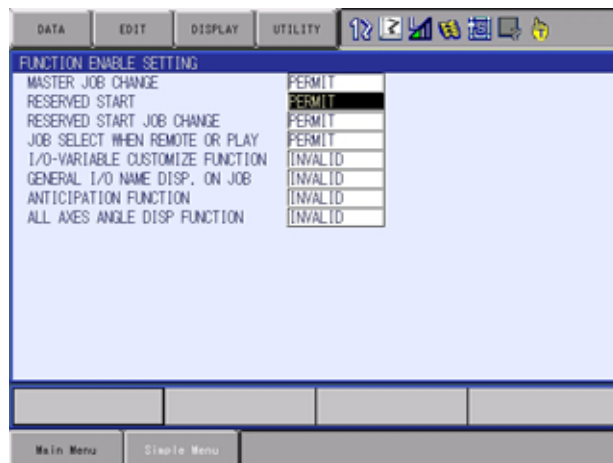 DATA EDIT DISPLAY UTILITY
FUNCTION ENABLE SETTING
MASTER JOB CHANGE PERMIT
RESERVED START PERMIT
RESERVED START JOB CHANGE PERMIT
JOB SELECT WHEN REMOTE OR PLAY PERMIT
I/O-VARIABLE CUSTOMIZE FUNCTION INVALID
GENERAL I/O NAME DISP. ON JOB INVALID
ANTICIPATION FUNCTION INVALID
ALL AXES ANGLE DISP FUNCTION INVALID
Main Menu Simple Menu